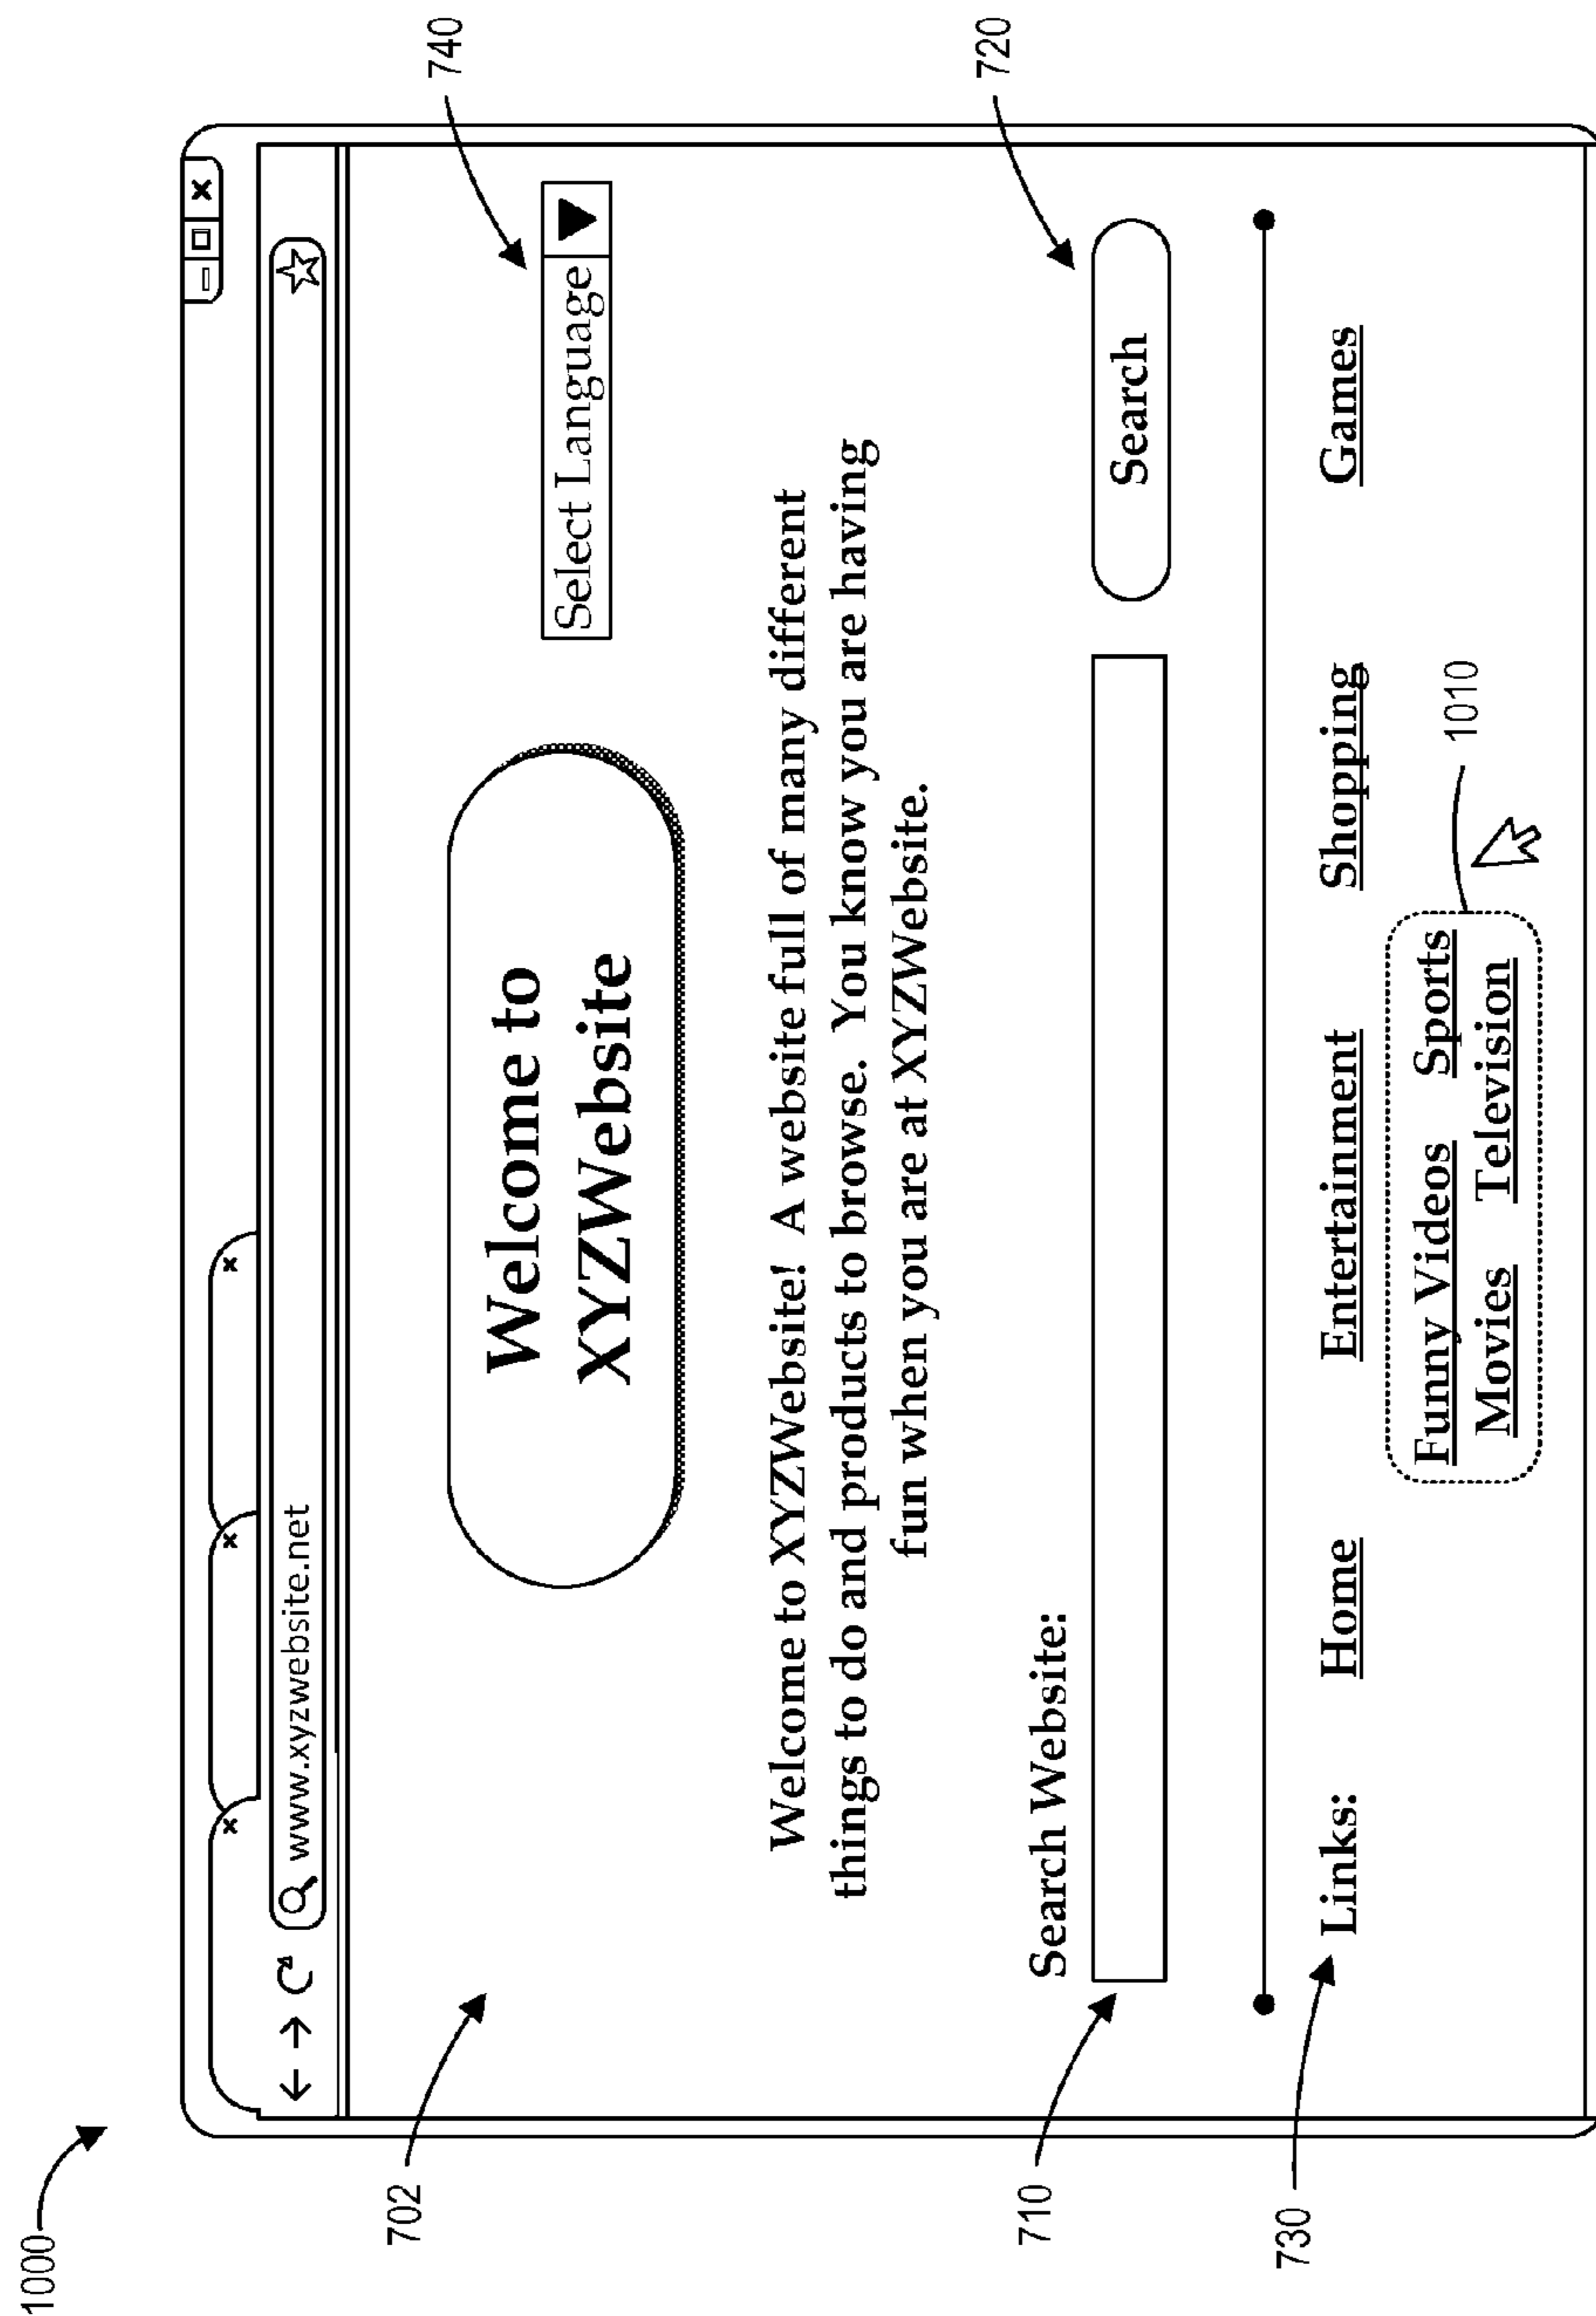 1000
www.xyzwebsite.net
702
Welcome to
XYZWebsite
Select Language
740
Welcome to XYZWebsite!  A website full of many different
things to do and products to browse.  You know you are having
fun when you are at XYZWebsite.
Search Website:
710
Search
720
730
Links:   Home   Entertainment   Shopping   Games
Funny Videos   Sports
Movies   Television
1010